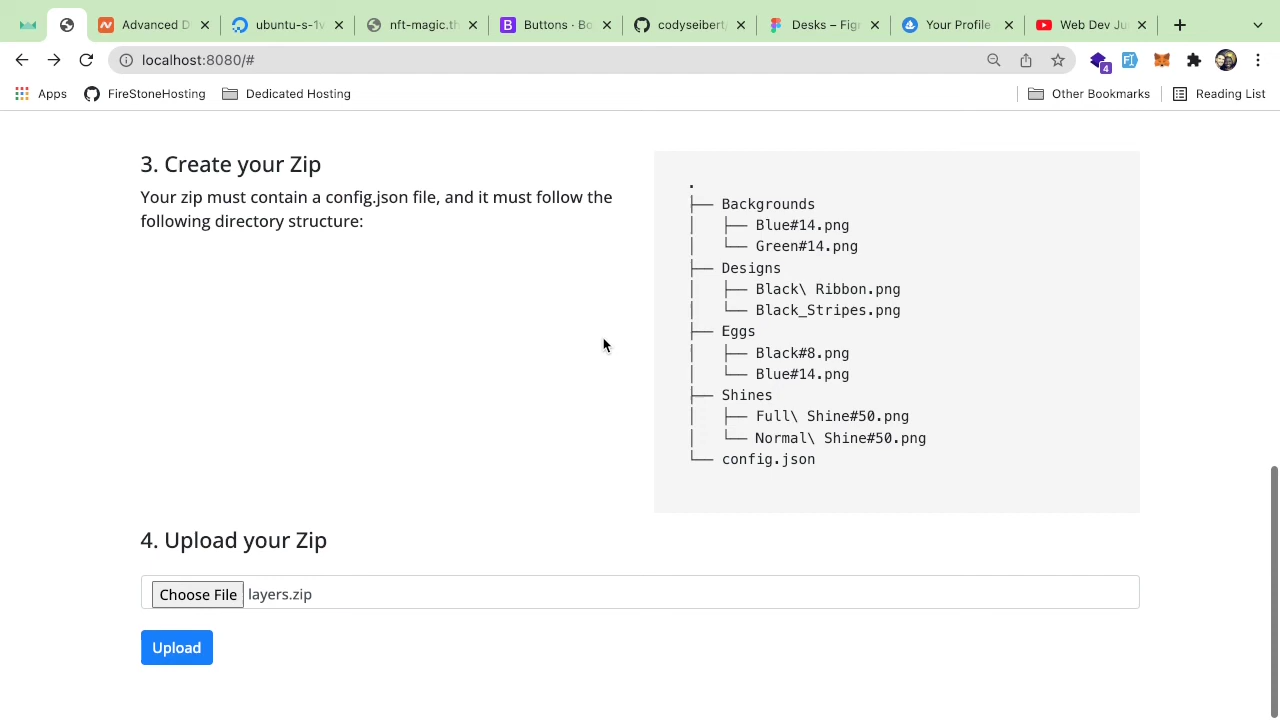 Advanced D
ubuntu-s-1v
nft-magic.th
Buttons · Bo
codyseibert/
Desks – Figm
Your Profile
Web Dev Ju
localhost:8080/#
4
Apps
FireStoneHosting
Dedicated Hosting
Other Bookmarks
Reading List
3. Create your Zip
Your zip must contain a config.json file, and it must follow the
following directory structure:
.
├── Backgrounds
│   ├── Blue#14.png
│   └── Green#14.png
├── Designs
│   ├── Black\ Ribbon.png
│   └── Black_Stripes.png
├── Eggs
│   ├── Black#8.png
│   └── Blue#14.png
├── Shines
│   ├── Full\ Shine#50.png
│   └── Normal\ Shine#50.png
└── config.json
4. Upload your Zip
Choose File layers.zip
Upload